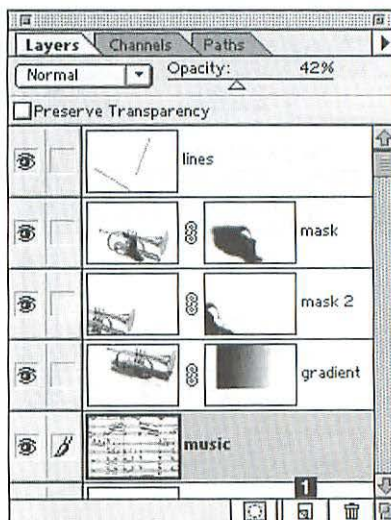 Layers Channels Paths
Normal Opacity: 42%
Preserve Transparency
lines
mask
mask 2
gradient
music
1